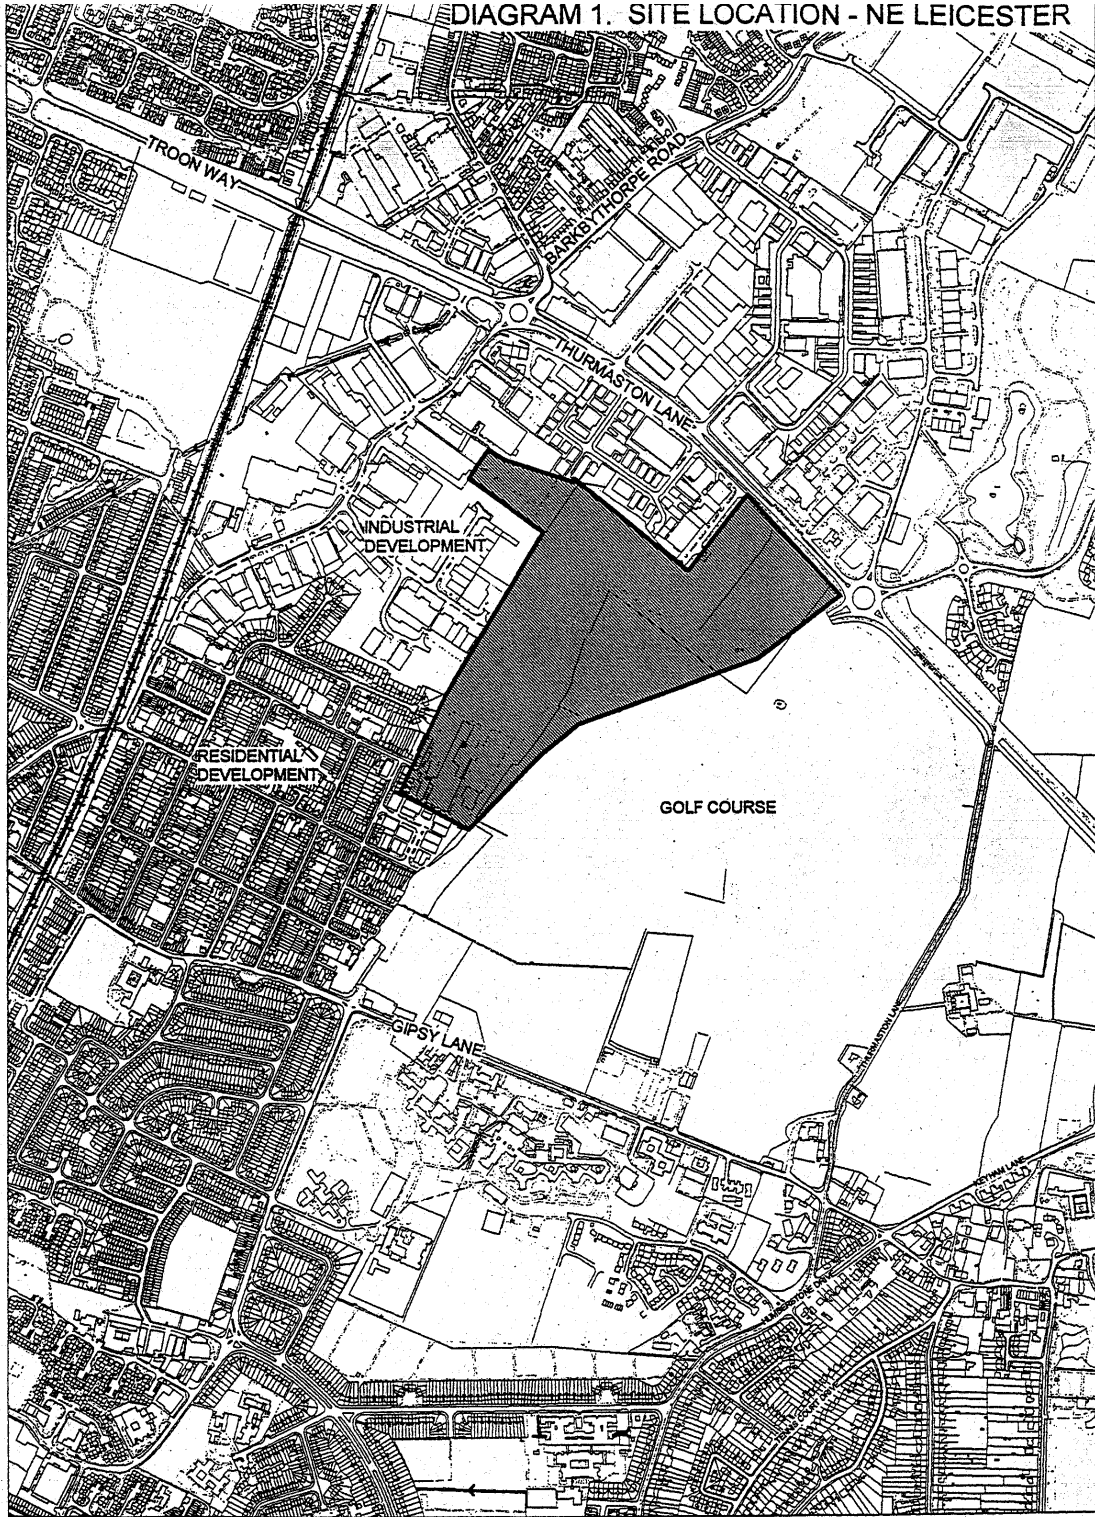 DIAGRAM 1. SITE LOCATION - NE LEICESTER
TROON WAY
BARKBYTHORPE ROAD
THURMASTON LANE
INDUSTRIAL
DEVELOPMENT
RESIDENTIAL
DEVELOPMENT
GOLF COURSE
THURMASTON LANE
GIPSY LANE
KEYHAM LANE